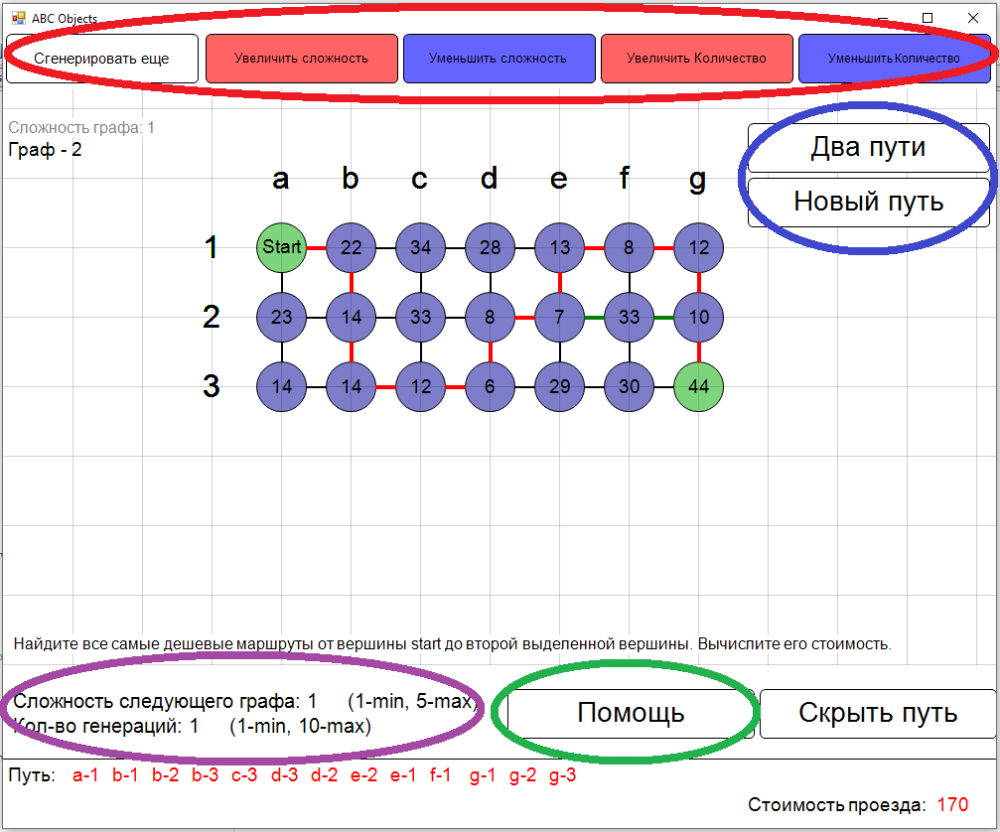 ABC Objects
Сгенерировать еще Увеличить сложность Уменьшить сложность Увеличить Количество Уменьшить Количество
Сложность графа: 1
Граф - 2
Два пути
Новый путь
a b c d e f g
1 Start 22 34 28 13 8 12
2 23 14 33 8 7 33 10
3 14 14 12 6 29 30 44
Найдите все самые дешевые маршруты от вершины start до второй выделенной вершины. Вычислите его стоимость.
Сложность следующего графа: 1 (1-min, 5-max)
Кол-во генераций: 1 (1-min, 10-max)
Помощь Скрыть путь
Путь: a-1 b-1 b-2 b-3 c-3 d-3 d-2 e-2 e-1 f-1 g-1 g-2 g-3
Стоимость проезда: 170